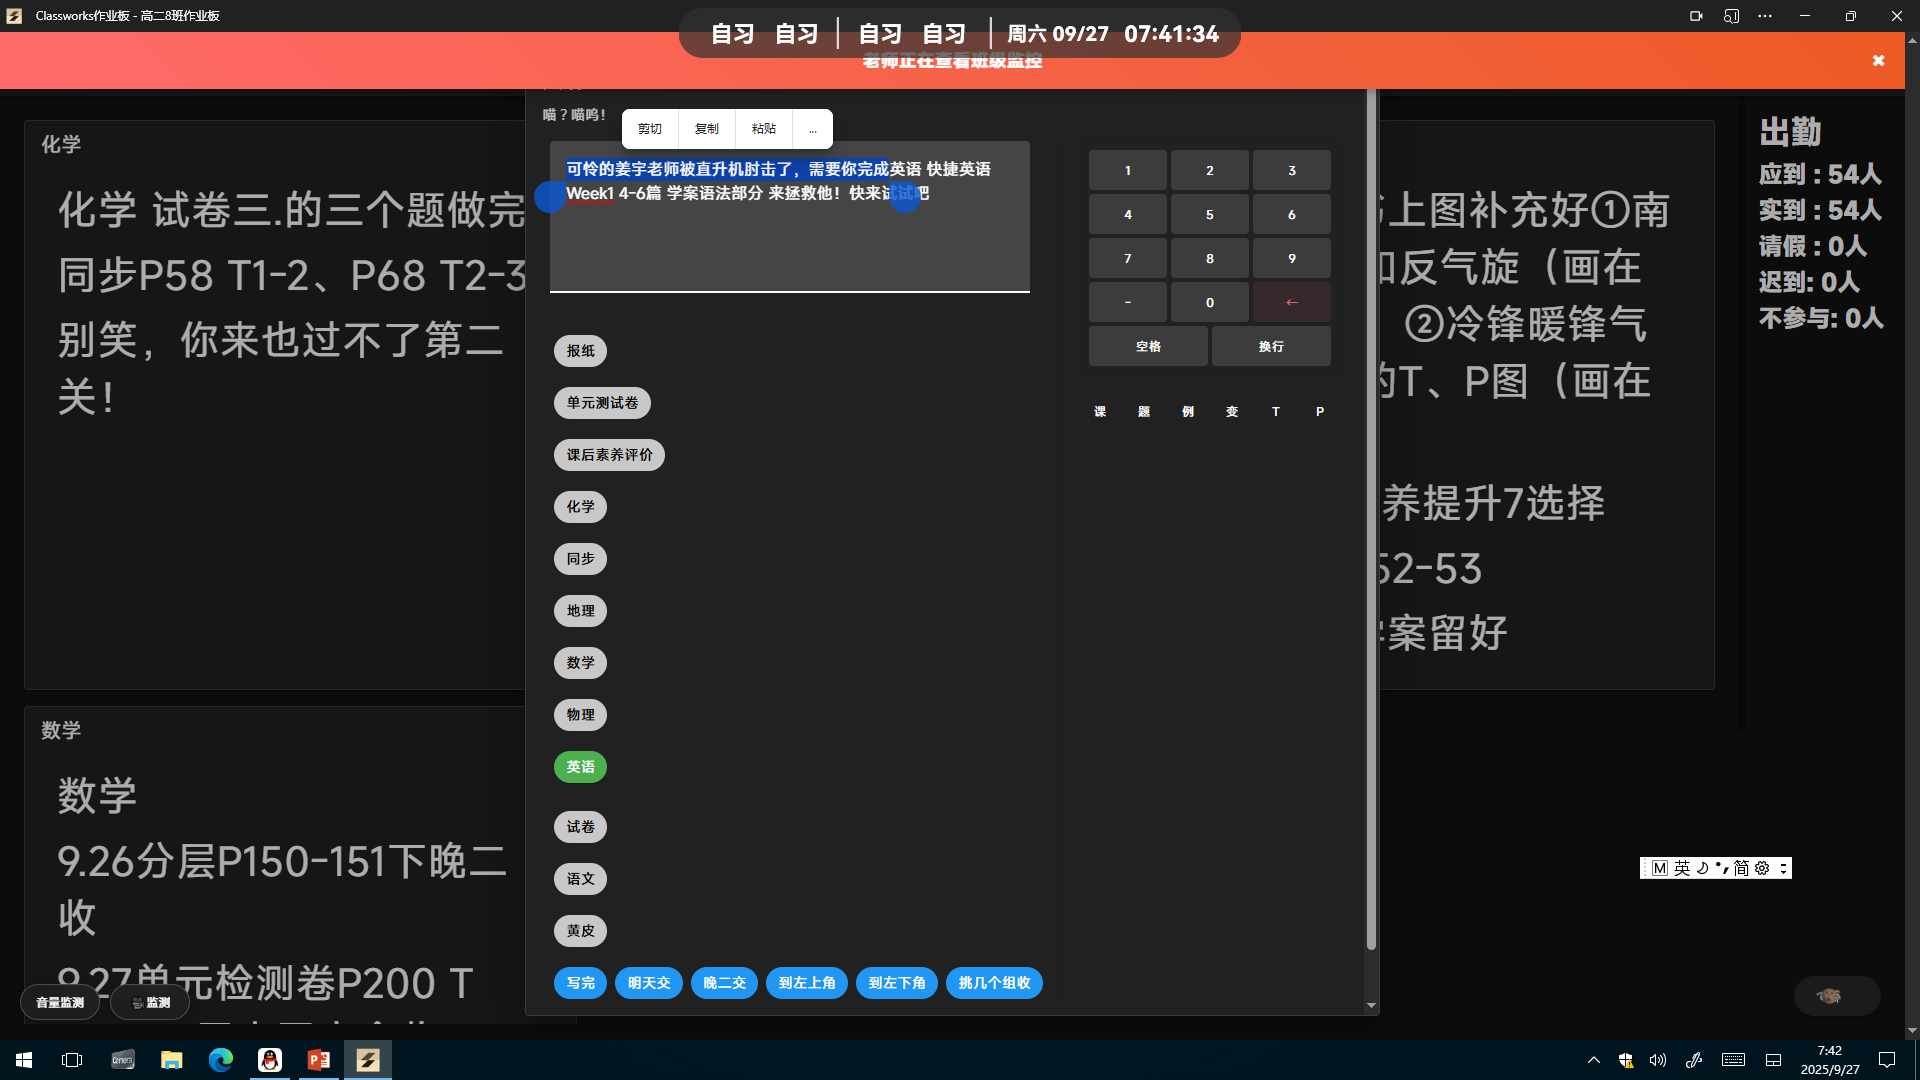 Classworks作业板 - 高二8班作业板
自习 自习 自习 自习 周六 09/27 07:41:34
老师正在查看班级监控
化学
化学 试卷三.的三个题做完
同步P58 T1-2、P68 T2-3
别笑，你来也过不了第二
关！
数学
数学
9.26分层P150-151下晚二
收
9.27单元检测卷P200 T
音量监测
监测
喵？喵呜！
剪切 复制 粘贴 ...
可怜的姜宇老师被直升机肘击了，需要你完成英语 快捷英语
Week1 4-6篇 学案语法部分 来拯救他！快来试试吧
报纸
单元测试卷
课后素养评价
化学
同步
地理
数学
物理
英语
试卷
语文
黄皮
写完 明天交 晚二交 到左上角 到左下角 挑几个组收
1 2 3
4 5 6
7 8 9
- 0 ←
空格 换行
课 题 例 变 T P
上图补充好①南
反气旋（画在
②冷锋暖锋气
的T、P图（画在
养提升7选择
52-53
案留好
出勤
应到：54人
实到：54人
请假：0人
迟到: 0人
不参与: 0人
M 英 简
7:42
2025/9/27